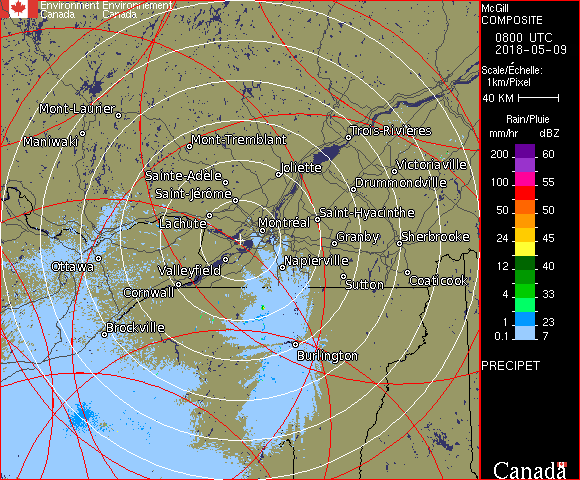 Environment Environnement
Canada Canada
McGill
COMPOSITE
0800 UTC
2018-05-09
Scale/Échelle:
1km/Pixel
40 KM
Rain/Pluie
mm/hr dBZ
200 60
100 55
50 50
24 45
12 40
4 33
1 23
0.1 7
PRECIPET
Canada
Mont-Laurier
Maniwaki
Mont-Tremblant
Trois-Rivières
Sainte-Adèle
Joliette
Victoriaville
Saint-Jérôme
Drummondville
Lachute
Montréal
Saint-Hyacinthe
Granby
Sherbrooke
Ottawa
Valleyfield
Napierville
Cornwall
Sutton
Coaticook
Brockville
Burlington